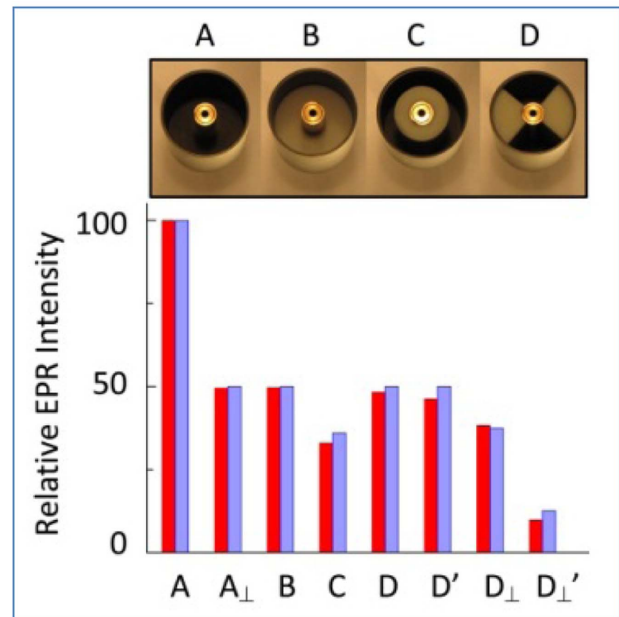 A B C D
Relative EPR Intensity
100
50
0
A A⊥ B C D D’ D⊥ D⊥’